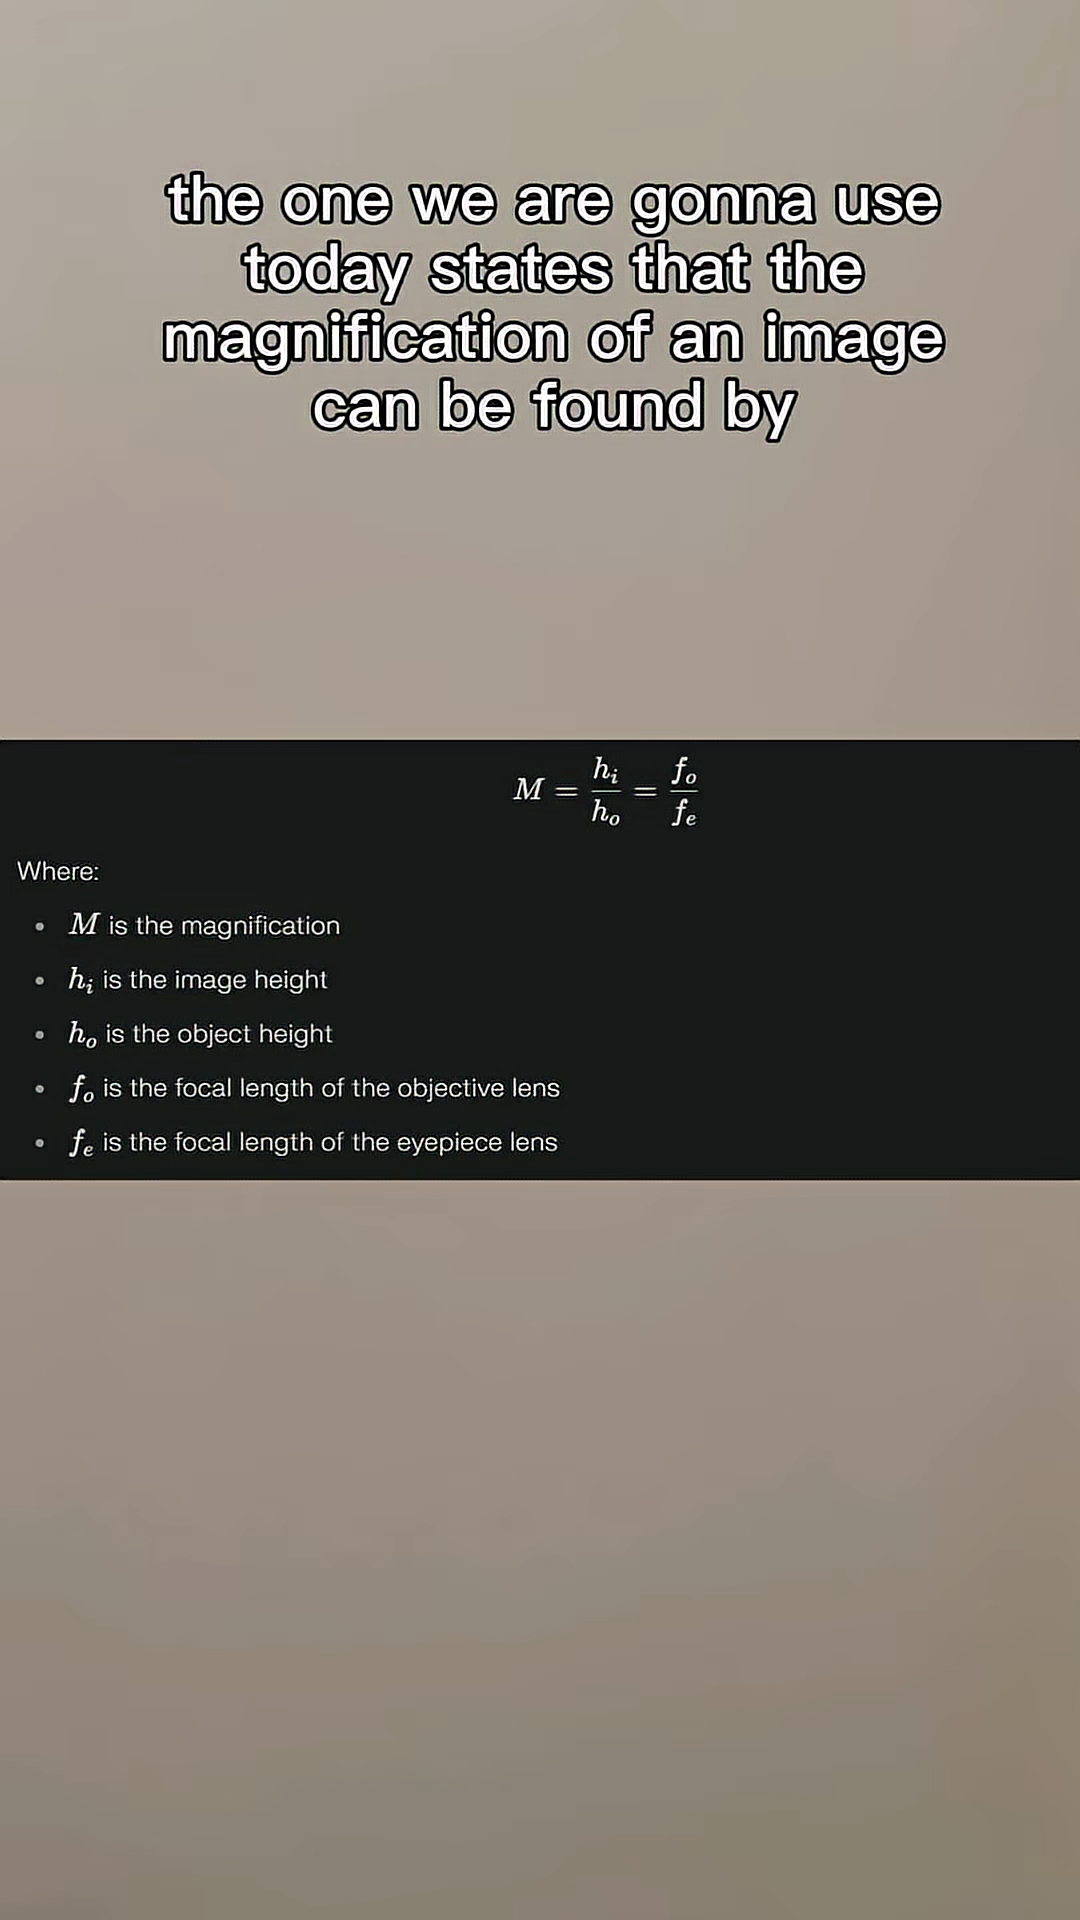 the one we are gonna use
today states that the
magnification of an image
can be found by
M = h_i / h_o = f_o / f_e
Where:
• M is the magnification
• h_i is the image height
• h_o is the object height
• f_o is the focal length of the objective lens
• f_e is the focal length of the eyepiece lens